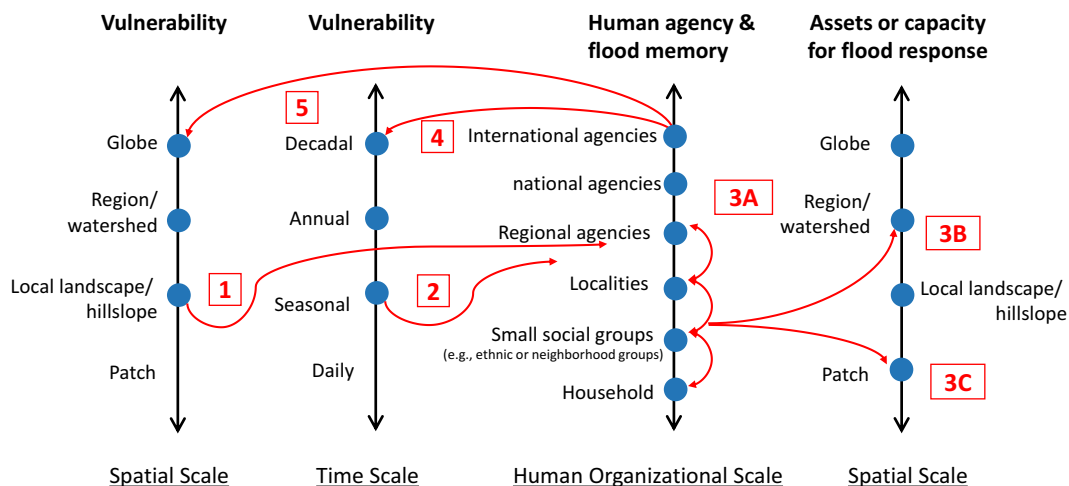 Vulnerability
Vulnerability
Human agency &
flood memory
Assets or capacity
for flood response
5
4
Globe
Decadal
International agencies
Globe
national agencies
3A
Region/
watershed
Annual
Regional agencies
Region/
watershed
3B
Local landscape/
hillslope
1
Seasonal
2
Localities
Local landscape/
hillslope
Small social groups
(e.g., ethnic or neighborhood groups)
Patch
Daily
Household
Patch
3C
Spatial Scale
Time Scale
Human Organizational Scale
Spatial Scale